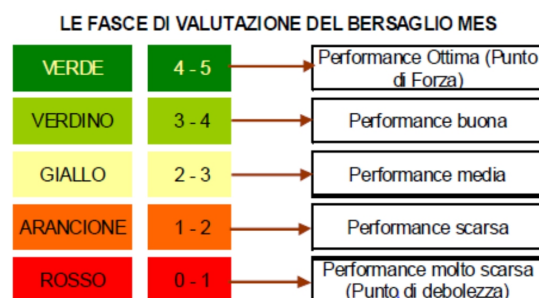 LE FASCE DI VALUTAZIONE DEL BERSAGLIO MES
VERDE 4 - 5 Performance Ottima (Punto
di Forza)
VERDINO 3 - 4 Performance buona
GIALLO 2 - 3 Performance media
ARANCIONE 1 - 2 Performance scarsa
ROSSO 0 - 1 Performance molto scarsa
(Punto di debolezza)